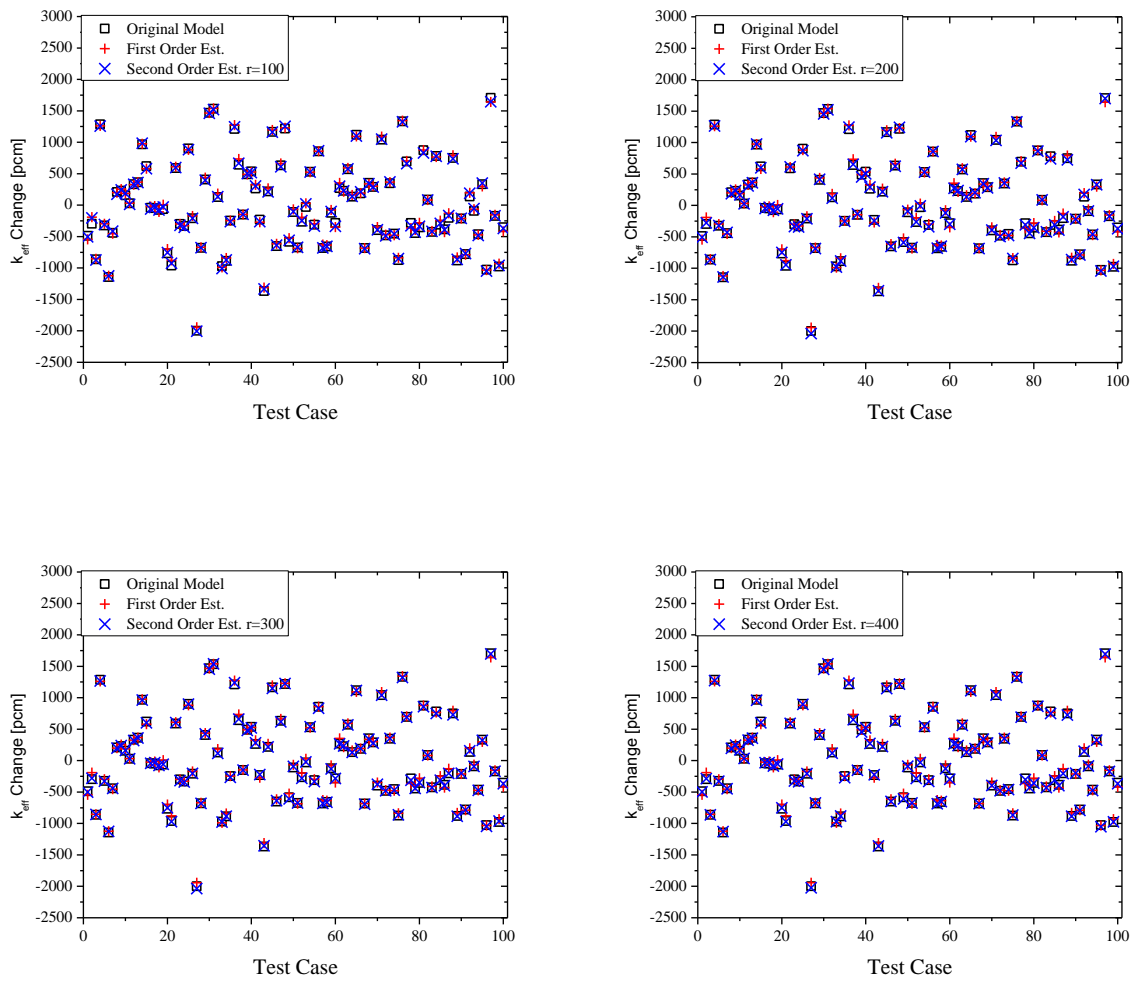 3000
2500
2000
1500
1000
500
0
-500
-1000
-1500
-2000
-2500
k_eff Change [pcm]
Original Model
First Order Est.
Second Order Est. r=100
0 20 40 60 80 100
Test Case
3000
2500
2000
1500
1000
500
0
-500
-1000
-1500
-2000
-2500
k_eff Change [pcm]
Original Model
First Order Est.
Second Order Est. r=200
0 20 40 60 80 100
Test Case
3000
2500
2000
1500
1000
500
0
-500
-1000
-1500
-2000
-2500
k_eff Change [pcm]
Original Model
First Order Est.
Second Order Est. r=300
0 20 40 60 80 100
Test Case
3000
2500
2000
1500
1000
500
0
-500
-1000
-1500
-2000
-2500
k_eff Change [pcm]
Original Model
First Order Est.
Second Order Est. r=400
0 20 40 60 80 100
Test Case